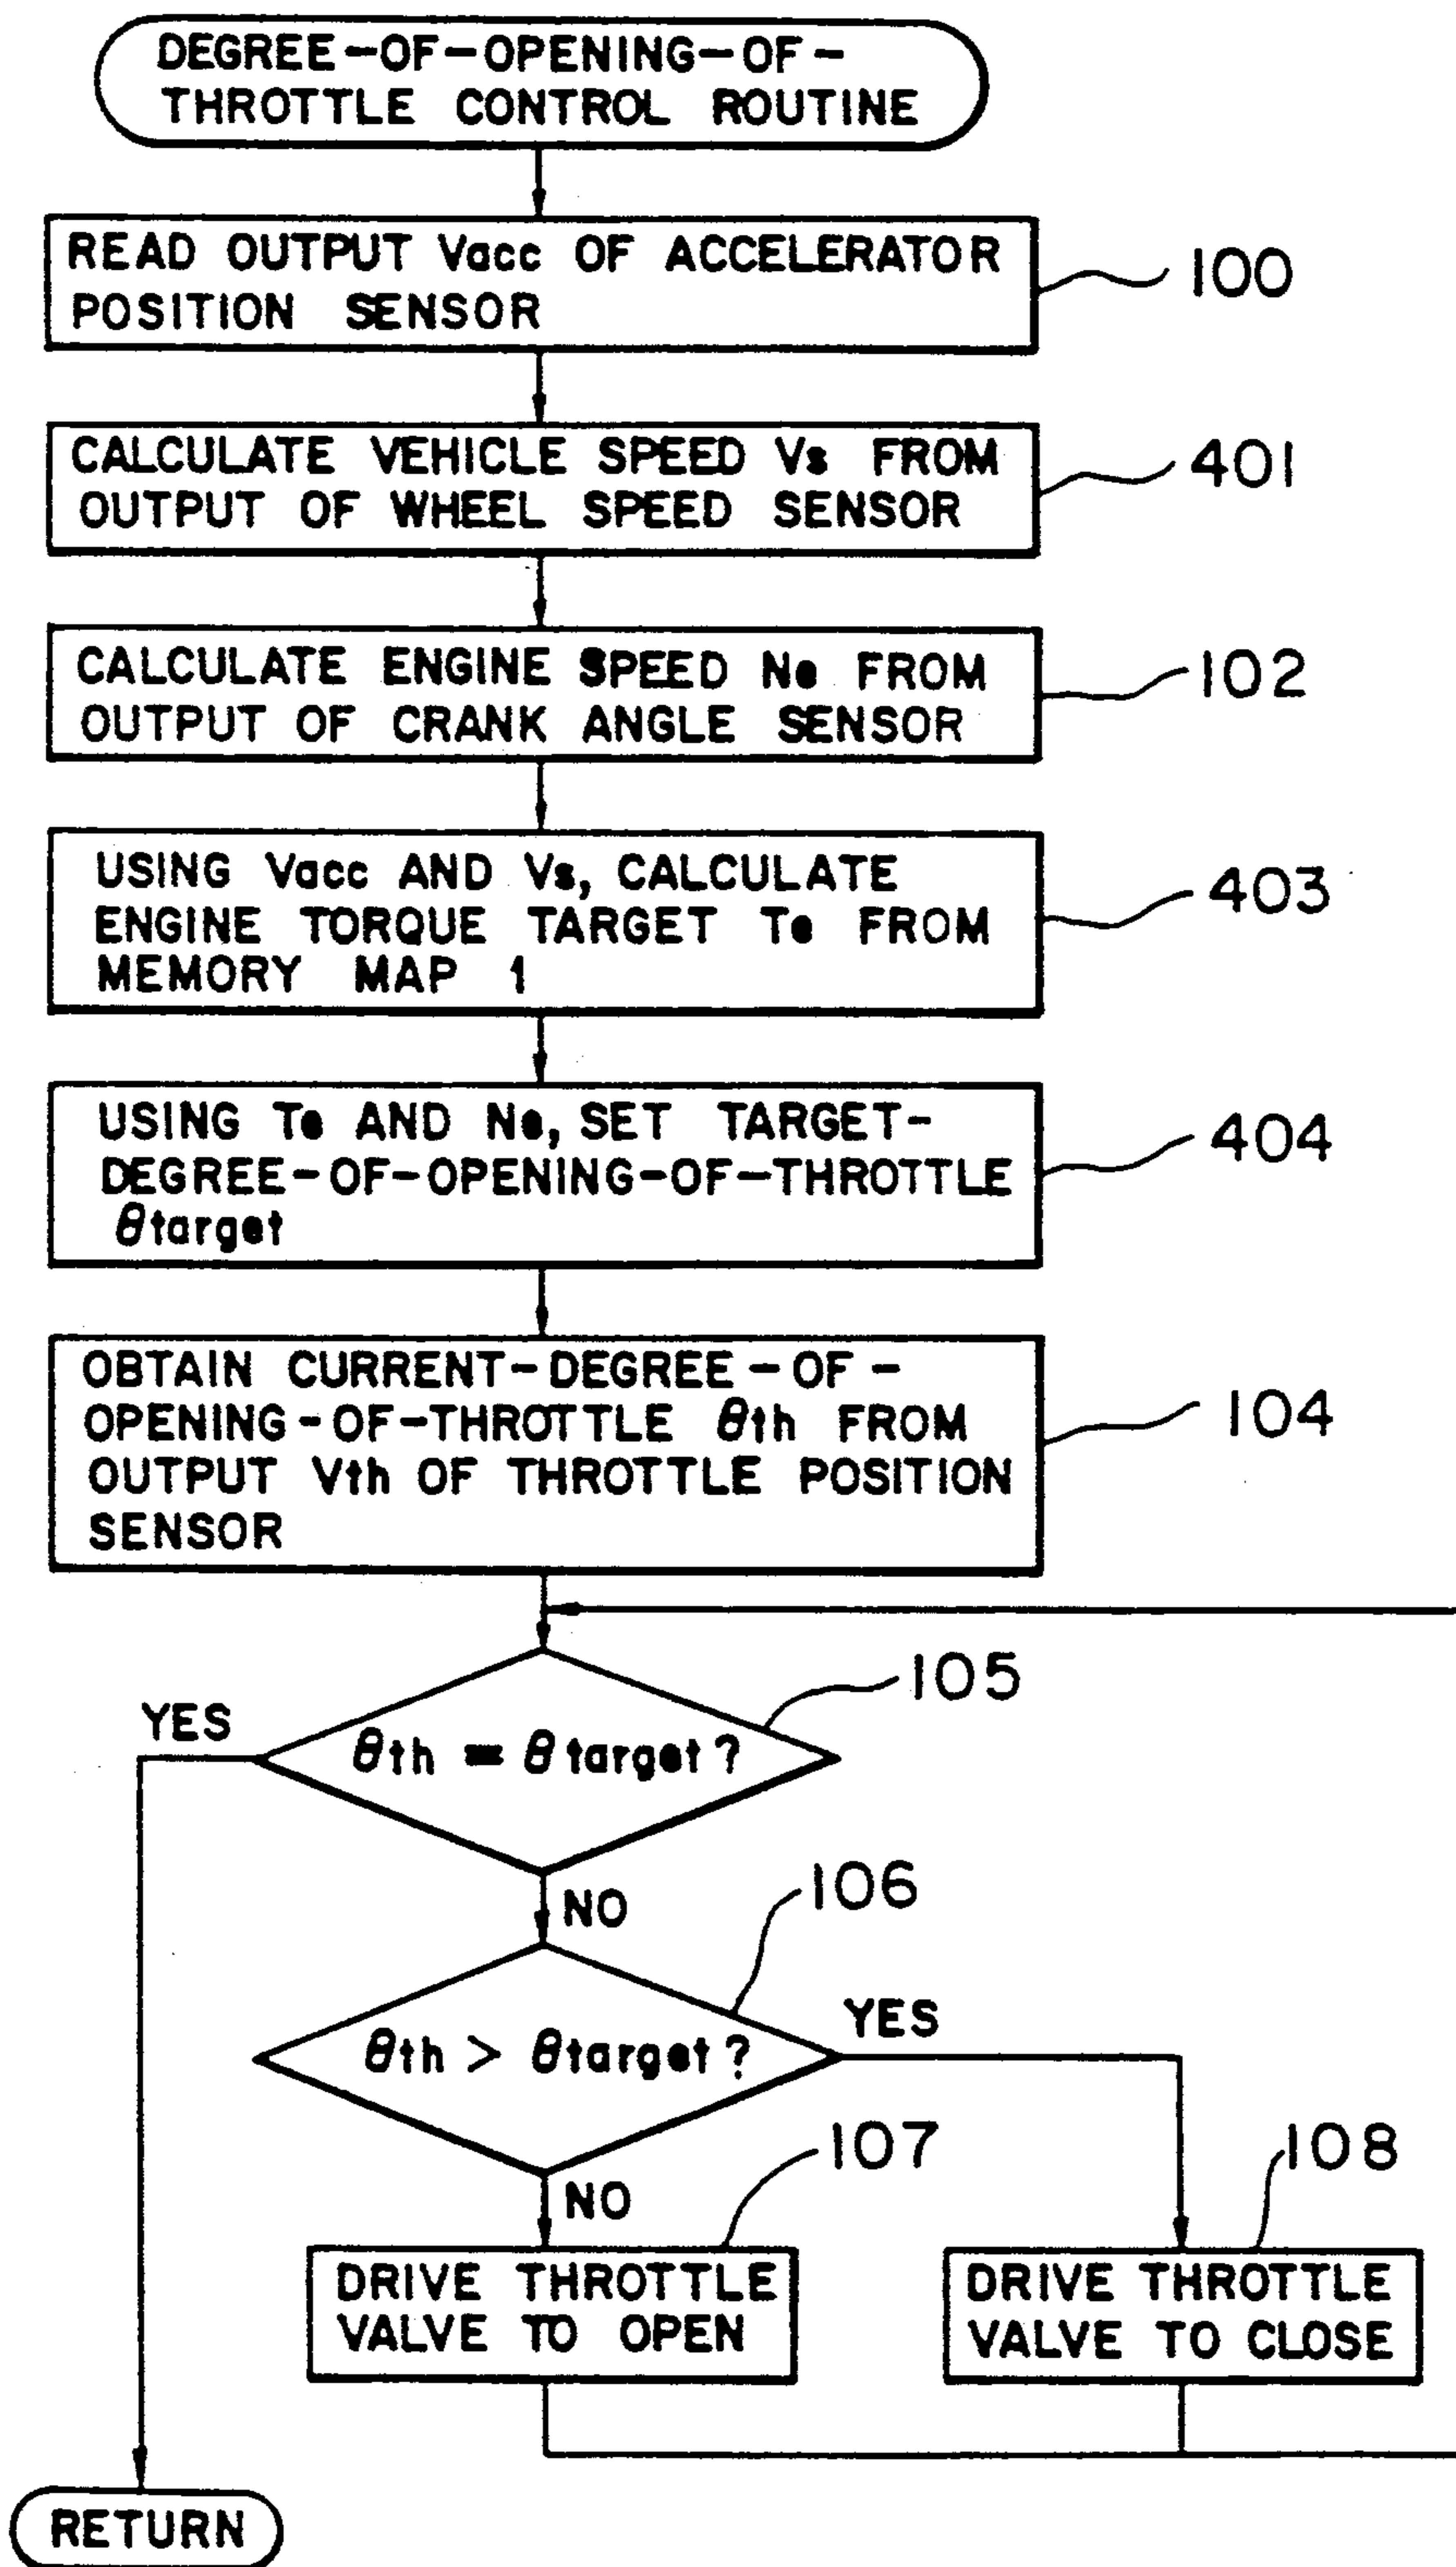 DEGREE-OF-OPENING-OF-
THROTTLE CONTROL ROUTINE
READ OUTPUT Vacc OF ACCELERATOR
POSITION SENSOR
100
CALCULATE VEHICLE SPEED Vs FROM
OUTPUT OF WHEEL SPEED SENSOR
401
CALCULATE ENGINE SPEED Ne FROM
OUTPUT OF CRANK ANGLE SENSOR
102
USING Vacc AND Vs, CALCULATE
ENGINE TORQUE TARGET Te FROM
MEMORY MAP 1
403
USING Te AND Ne, SET TARGET-
DEGREE-OF-OPENING-OF-THROTTLE
θtarget
404
OBTAIN CURRENT-DEGREE-OF-
OPENING-OF-THROTTLE θth FROM
OUTPUT Vth OF THROTTLE POSITION
SENSOR
104
105
YES
θth = θtarget?
NO
106
θth > θtarget?
YES
NO
107
DRIVE THROTTLE
VALVE TO OPEN
108
DRIVE THROTTLE
VALVE TO CLOSE
RETURN